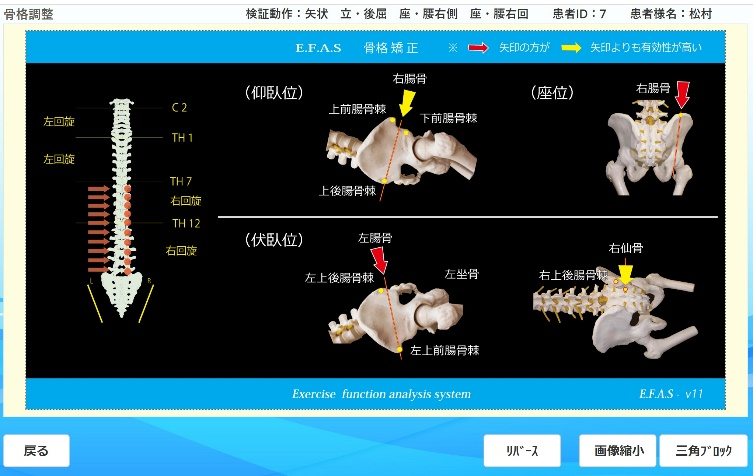 骨格調整
検証動作：矢状 立・後屈 座・腰右側 座・腰右回 患者ID：7 患者様名：松村
E.F.A.S 骨格矯正 ※ 矢印の方が 矢印よりも有効性が高い
C 2
左回旋
TH 1
左回旋
TH 7
右回旋
TH 12
右回旋
L R
（仰臥位）
右腸骨
上前腸骨棘
下前腸骨棘
上後腸骨棘
（座位）
右腸骨
（伏臥位）
左腸骨
左上後腸骨棘
左坐骨
左上前腸骨棘
右仙骨
右上後腸骨棘
Exercise function analysis system
E.F.A.S - v11
戻る
ﾘﾊﾞｰｽ
画像縮小
三角ﾌﾞﾛｯｸ